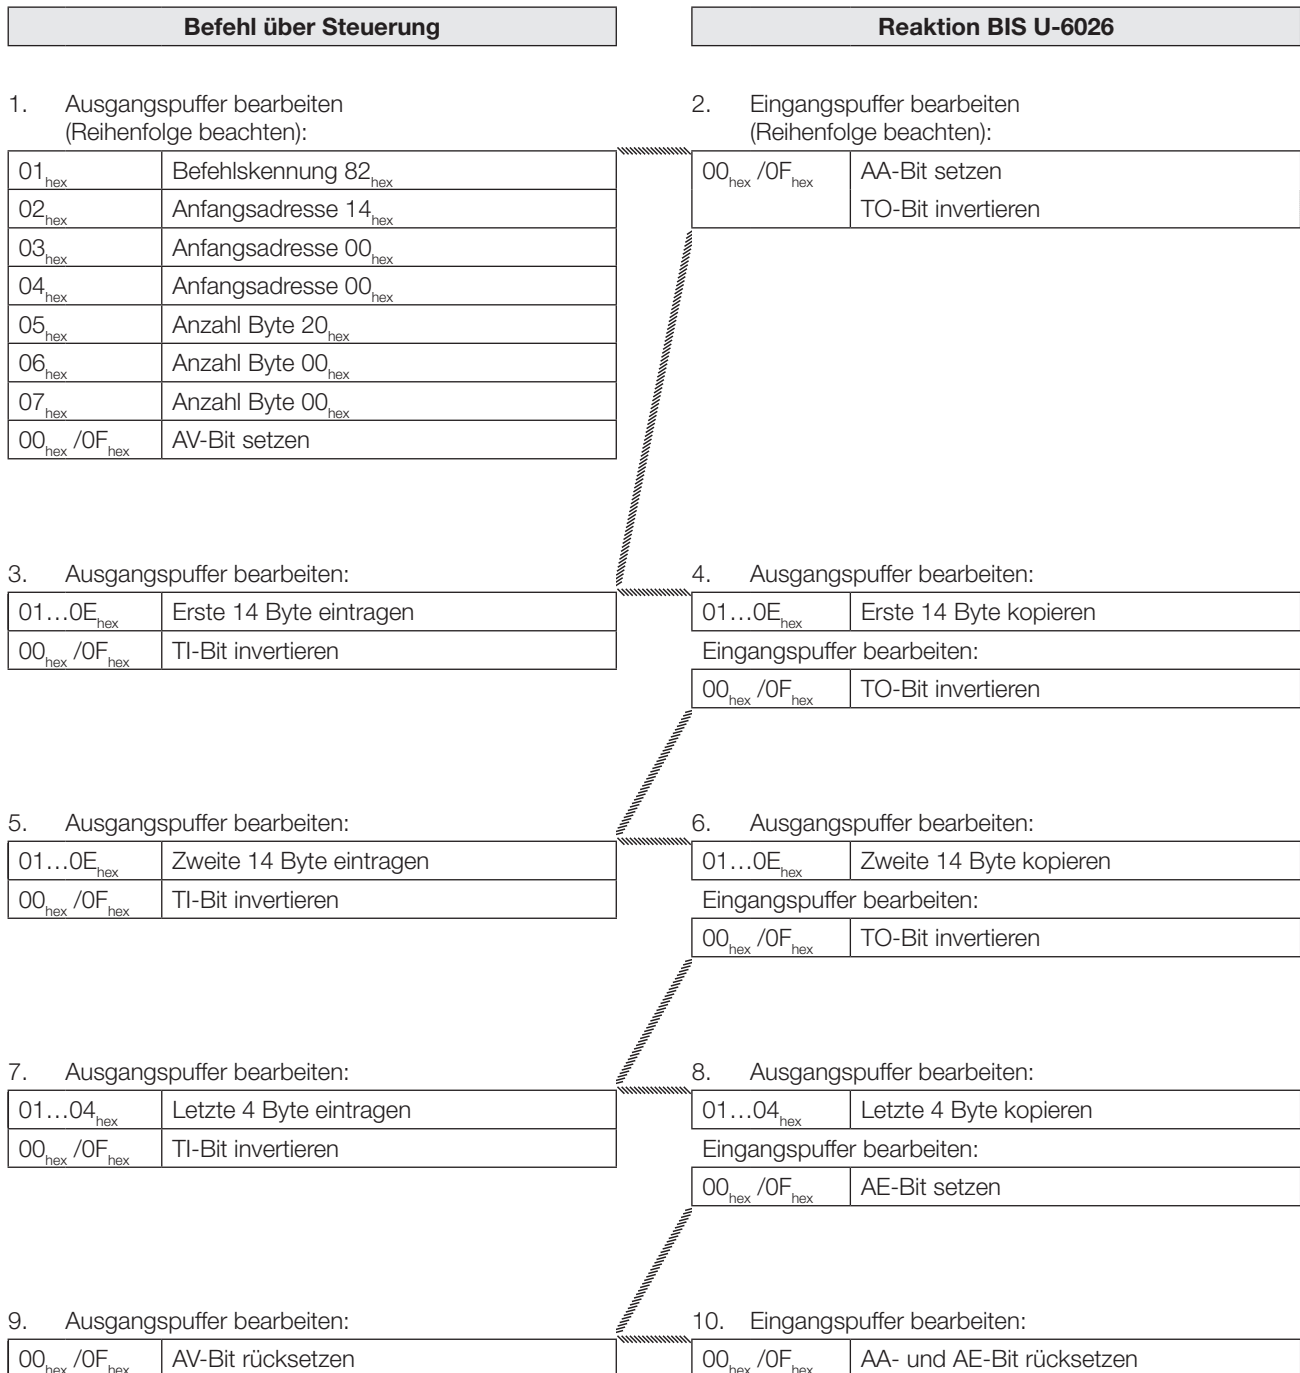 Befehl über Steuerung
Reaktion BIS U-6026
1. Ausgangspuffer bearbeiten
(Reihenfolge beachten):
01hex Befehlskennung 82hex
02hex Anfangsadresse 14hex
03hex Anfangsadresse 00hex
04hex Anfangsadresse 00hex
05hex Anzahl Byte 20hex
06hex Anzahl Byte 00hex
07hex Anzahl Byte 00hex
00hex /0Fhex AV-Bit setzen
2. Eingangspuffer bearbeiten
(Reihenfolge beachten):
00hex /0Fhex AA-Bit setzen
TO-Bit invertieren
3. Ausgangspuffer bearbeiten:
01…0Ehex Erste 14 Byte eintragen
00hex /0Fhex TI-Bit invertieren
4. Ausgangspuffer bearbeiten:
01…0Ehex Erste 14 Byte kopieren
Eingangspuffer bearbeiten:
00hex /0Fhex TO-Bit invertieren
5. Ausgangspuffer bearbeiten:
01…0Ehex Zweite 14 Byte eintragen
00hex /0Fhex TI-Bit invertieren
6. Ausgangspuffer bearbeiten:
01…0Ehex Zweite 14 Byte kopieren
Eingangspuffer bearbeiten:
00hex /0Fhex TO-Bit invertieren
7. Ausgangspuffer bearbeiten:
01…04hex Letzte 4 Byte eintragen
00hex /0Fhex TI-Bit invertieren
8. Ausgangspuffer bearbeiten:
01…04hex Letzte 4 Byte kopieren
Eingangspuffer bearbeiten:
00hex /0Fhex AE-Bit setzen
9. Ausgangspuffer bearbeiten:
00hex /0Fhex AV-Bit rücksetzen
10. Eingangspuffer bearbeiten:
00hex /0Fhex AA- und AE-Bit rücksetzen